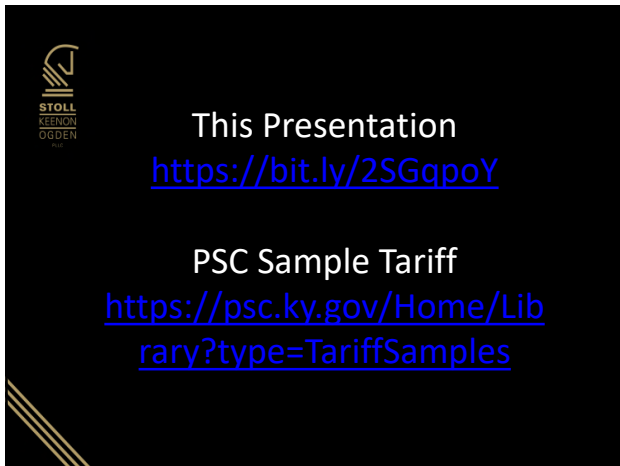 STOLL
KEENON
OGDEN
PLLC
This Presentation
https://bit.ly/2SGqpoY
PSC Sample Tariff
https://psc.ky.gov/Home/Lib
rary?type=TariffSamples